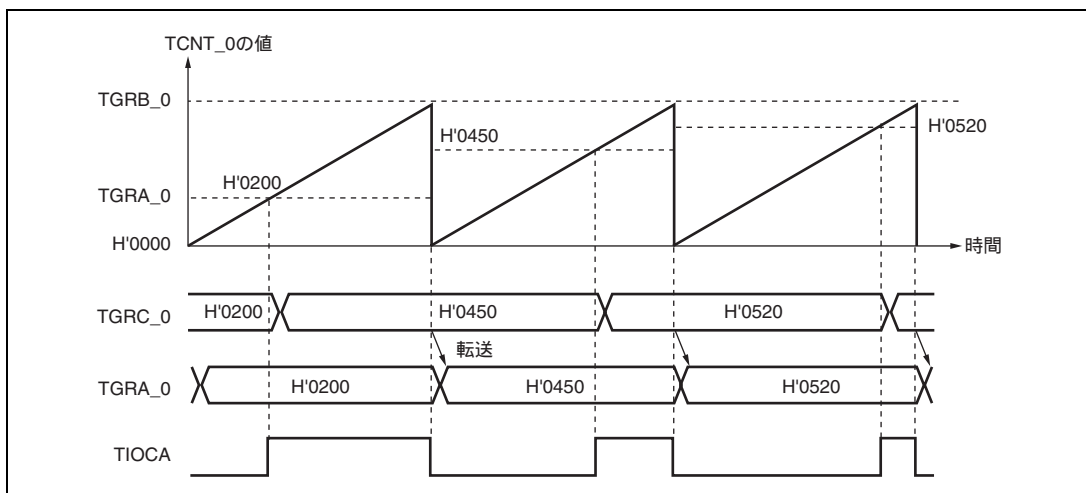 TCNT_0の値
TGRB_0
H'0520
H'0450
H'0200
TGRA_0
H'0000
時間
TGRC_0
H'0200
H'0450
H'0520
転送
TGRA_0
H'0200
H'0450
H'0520
TIOCA